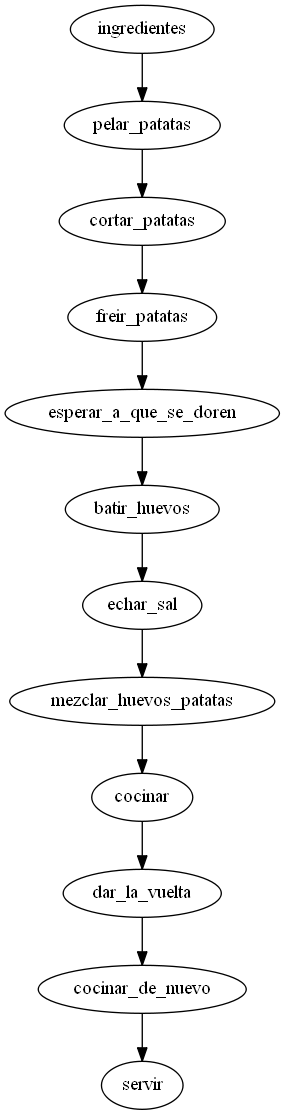 ingredientes
pelar_patatas
cortar_patatas
freir_patatas
esperar_a_que_se_doren
batir_huevos
echar_sal
mezclar_huevos_patatas
cocinar
dar_la_vuelta
cocinar_de_nuevo
servir